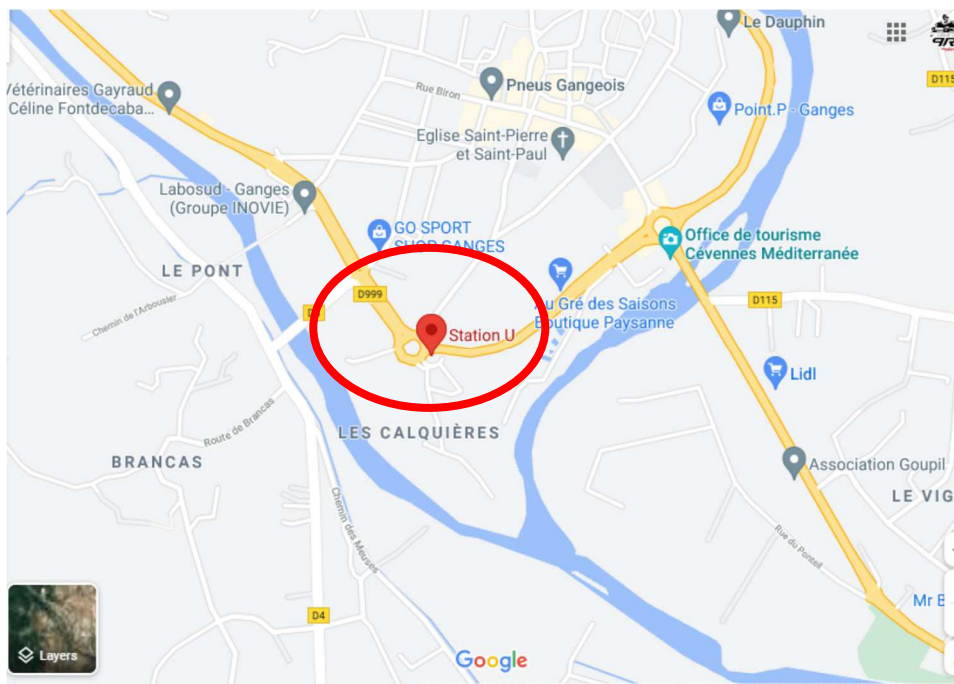 Le Dauphin
Vétérinaires Gayraud
Céline Fontdecaba...
Pneus Gangeois
Rue Biron
D115
Point.P - Ganges
Eglise Saint-Pierre
et Saint-Paul
Labosud - Ganges
(Groupe INOVIE)
GO SPORT
SHOP GANGES
Office de tourisme
Cévennes Méditerranée
LE PONT
D999
Chemin de l'Arbousier
Au Gré des Saisons
Boutique Paysanne
D115
Station U
Lidl
Route de Brancas
LES CALQUIÈRES
BRANCAS
Association Goupil
LE VIG
Chemin des Meuses
Rue du Ponteil
Mr B
D4
Layers
Google